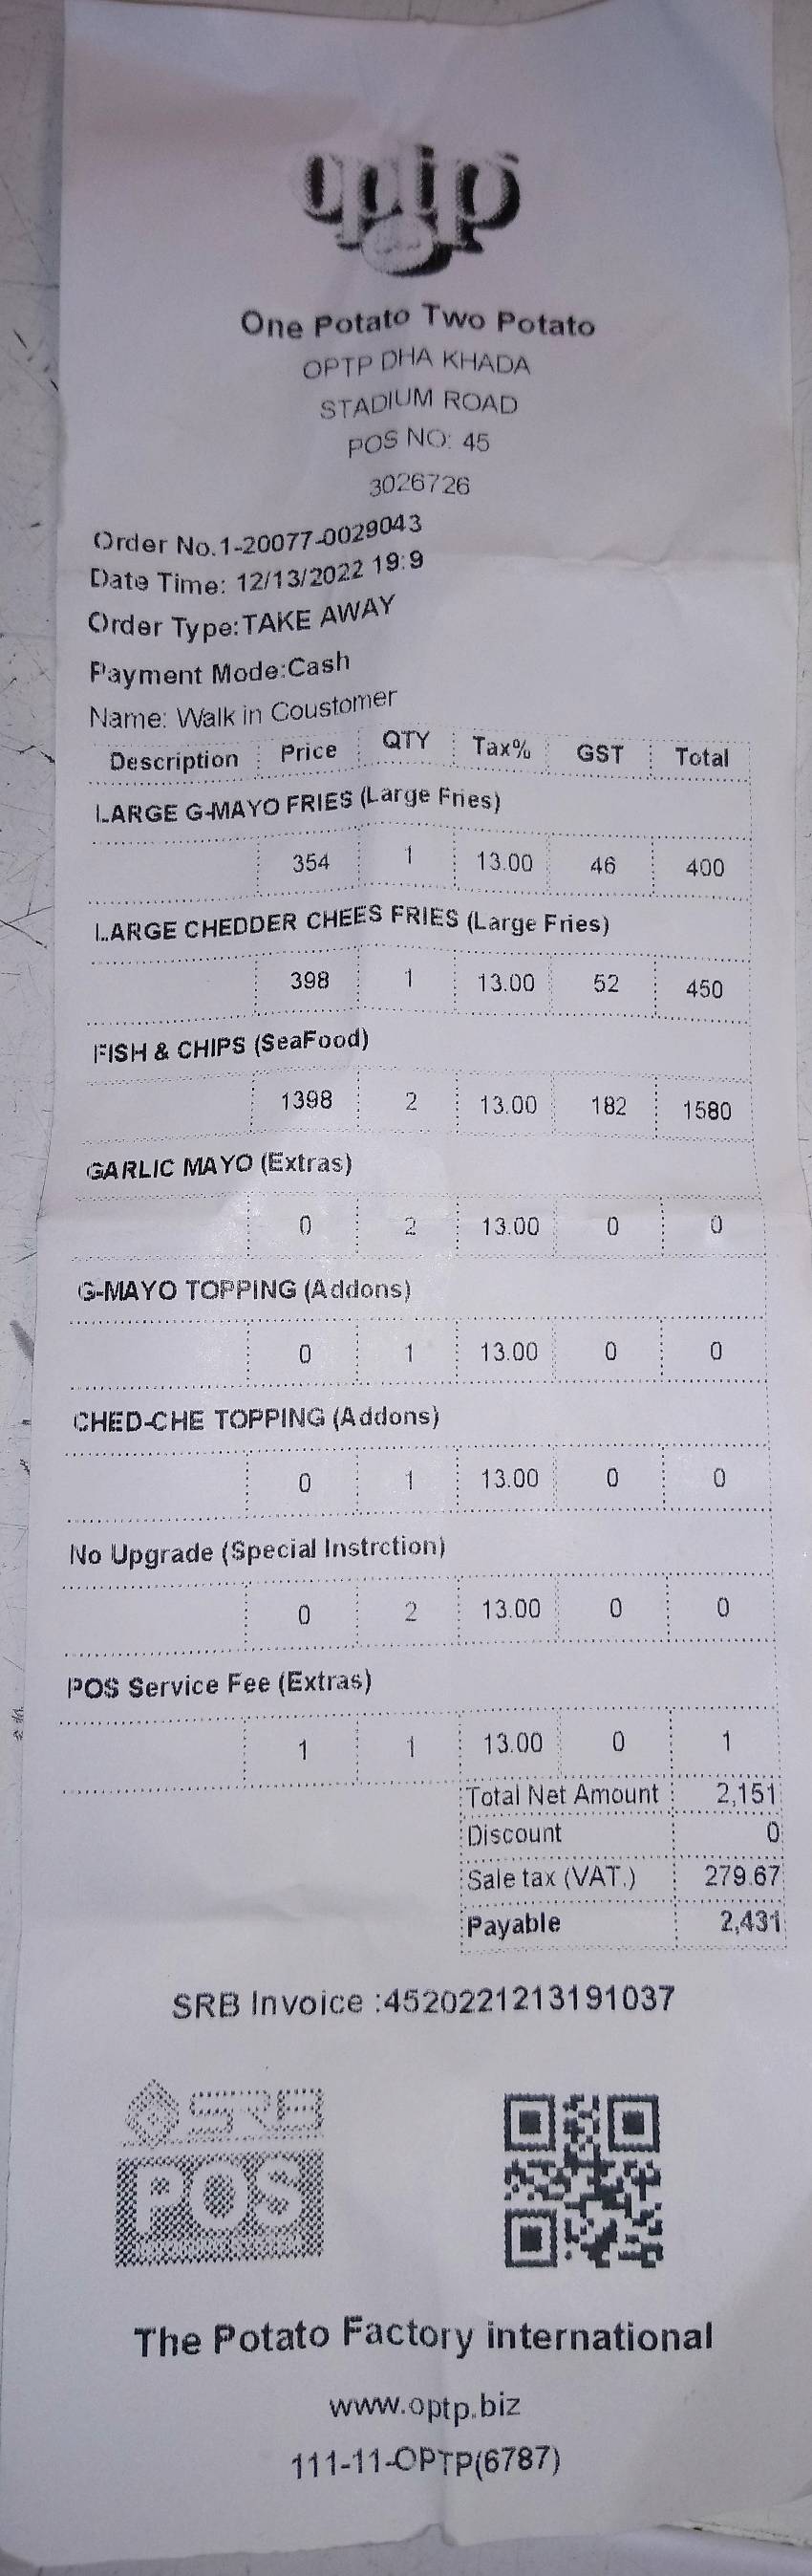 optp
One Potato Two Potato
OPTP DHA KHADA
STADIUM ROAD
POS NO: 45
3026726
Order No.1-20077-0029043
Date Time: 12/13/2022 19:9
Order Type:TAKE AWAY
Payment Mode:Cash
Name: Walk in Coustomer
Description Price QTY Tax% GST Total
LARGE G-MAYO FRIES (Large Fries)
354 1 13.00 46 400
LARGE CHEDDER CHEES FRIES (Large Fries)
398 1 13.00 52 450
FISH & CHIPS (SeaFood)
1398 2 13.00 182 1580
GARLIC MAYO (Extras)
0 2 13.00 0 0
G-MAYO TOPPING (Addons)
0 1 13.00 0 0
CHED-CHE TOPPING (Addons)
0 1 13.00 0 0
No Upgrade (Special Instrction)
0 2 13.00 0 0
POS Service Fee (Extras)
1 1 13.00 0 1
Total Net Amount 2,151
Discount 0
Sale tax (VAT.) 279.67
Payable 2,431
SRB Invoice :4520221213191037
SRB
POS
The Potato Factory international
www.optp.biz
111-11-OPTP(6787)